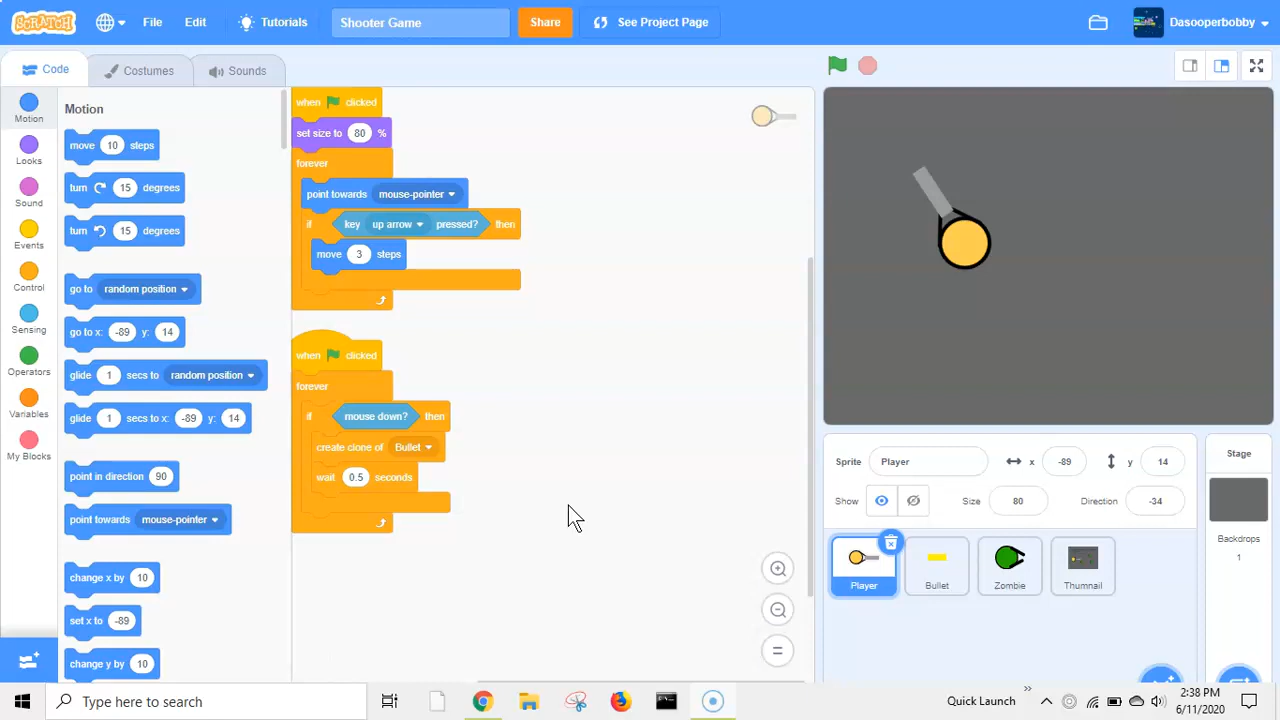 SCRATCH File Edit Tutorials Shooter Game Share See Project Page Dasooperbobby
Code Costumes Sounds
Motion
Looks
Sound
Events
Control
Sensing
Operators
Variables
My Blocks
Motion
move 10 steps
turn 15 degrees
turn 15 degrees
go to random position
go to x: -89 y: 14
glide 1 secs to random position
glide 1 secs to x: -89 y: 14
point in direction 90
point towards mouse-pointer
change x by 10
set x to -89
change y by 10
when clicked
set size to 80 %
forever
point towards mouse-pointer
if key up arrow pressed? then
move 3 steps
when clicked
forever
if mouse down? then
create clone of Bullet
wait 0.5 seconds
Sprite Player x -89 y 14
Show Size 80 Direction -34
Player Bullet Zombie Thumnail
Stage
Backdrops
1
Type here to search
Quick Launch
2:38 PM
6/11/2020